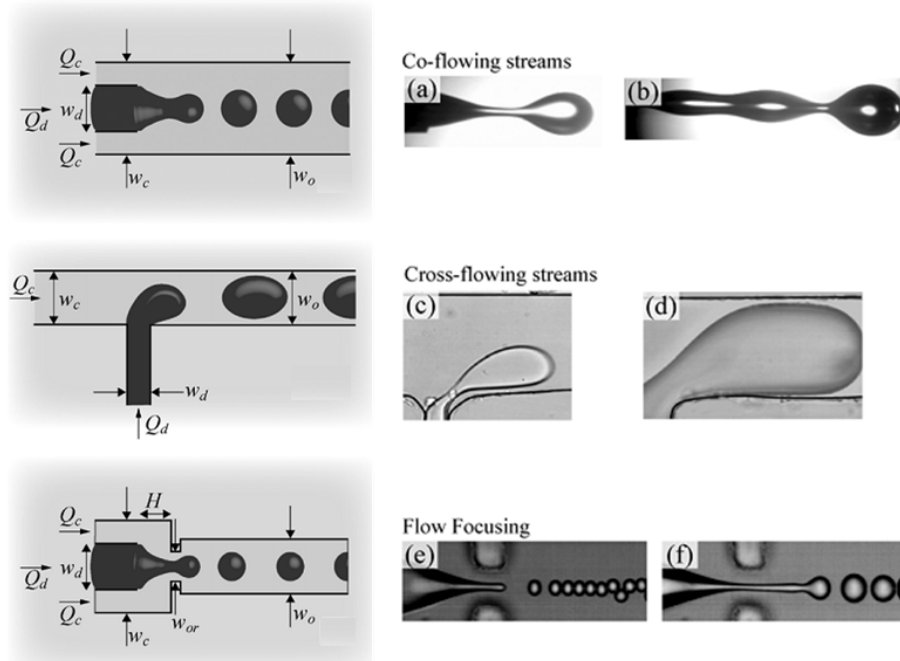 Q_c
Q_d
w_d
Q_c
w_c
w_o
Co-flowing streams
(a)
(b)
Q_c
w_c
w_o
w_d
Q_d
Cross-flowing streams
(c)
(d)
H
Q_c
Q_d
w_d
Q_c
w_c
w_or
w_o
Flow Focusing
(e)
(f)